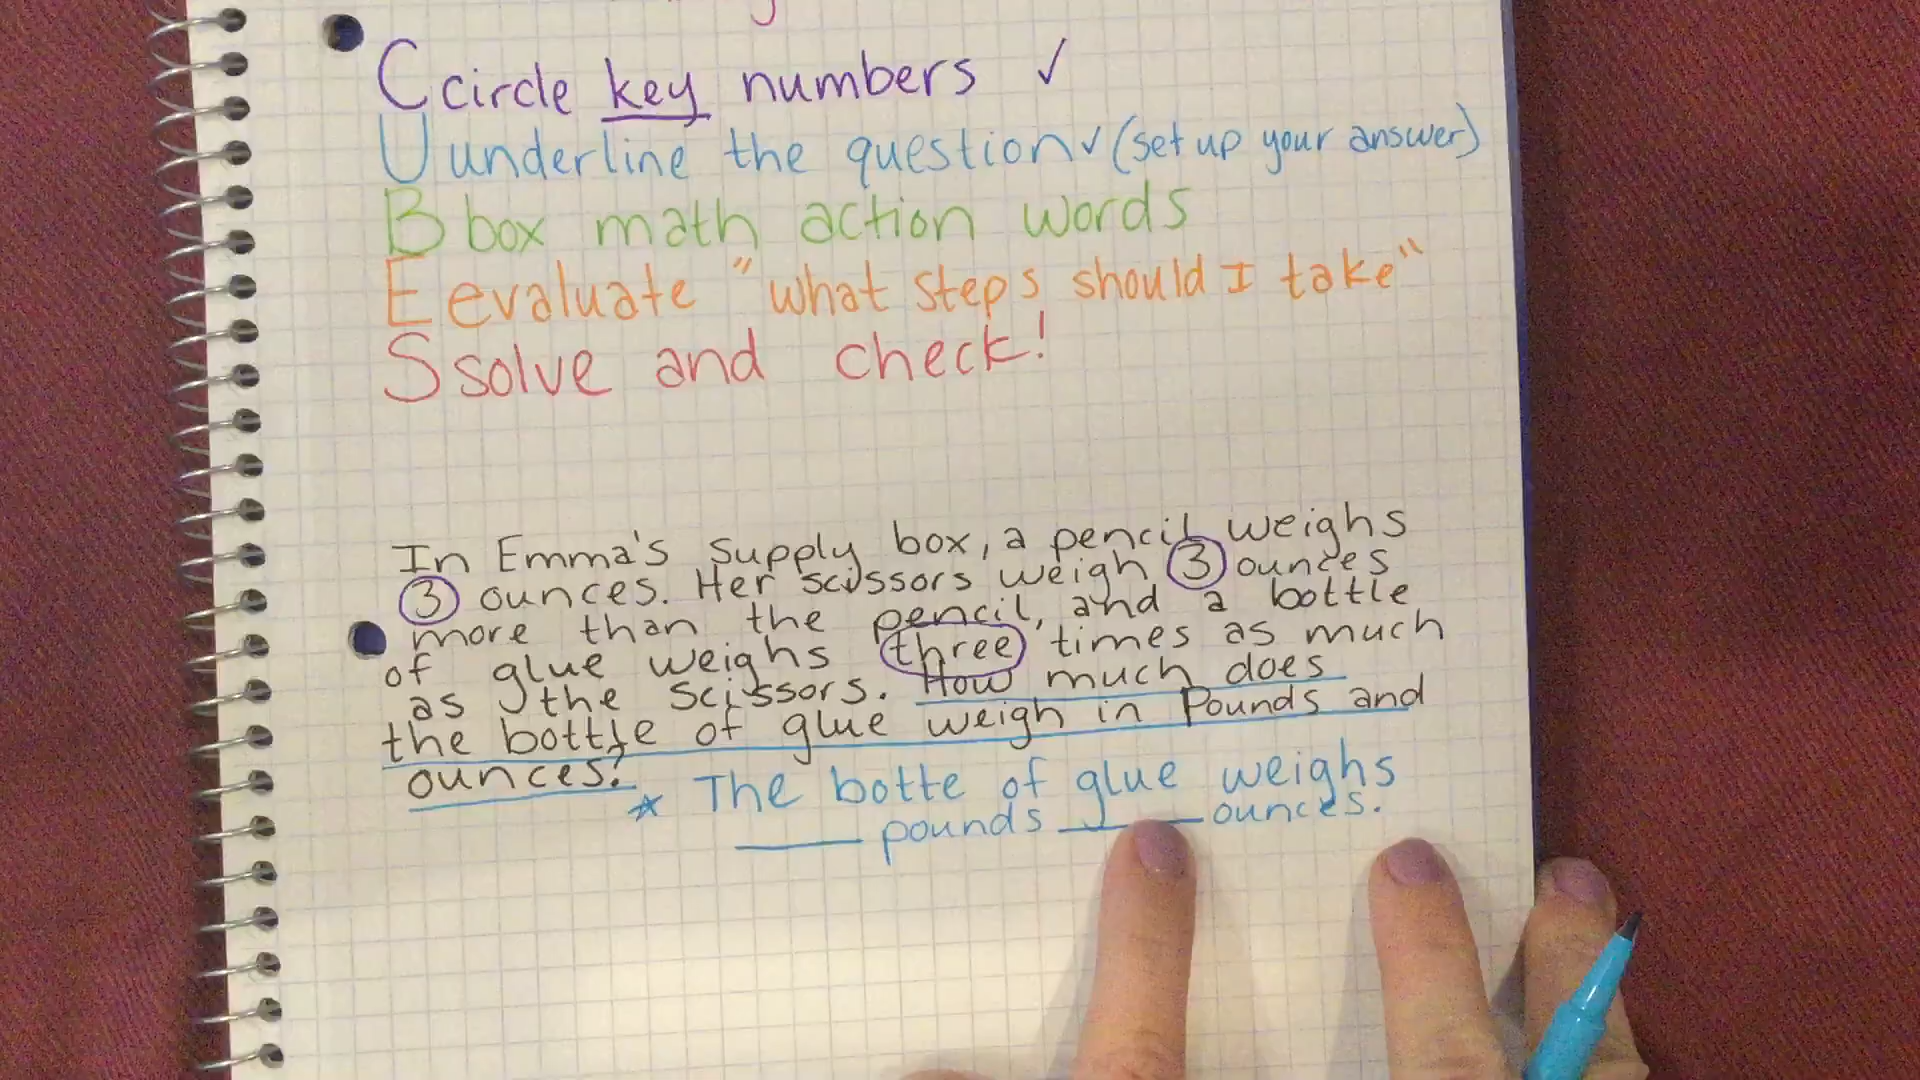 C circle key numbers ✓
U underline the question ✓ (set up your answer)
B box math action words
E evaluate "what steps should I take"
S solve and check!
In Emma's supply box, a pencil weighs
3 ounces. Her scissors weigh 3 ounces
more than the pencil, and a bottle
of glue weighs three times as much
as the scissors. How much does
the bottle of glue weigh in Pounds and
ounces?
* The botte of glue weighs
____ pounds ____ ounces.